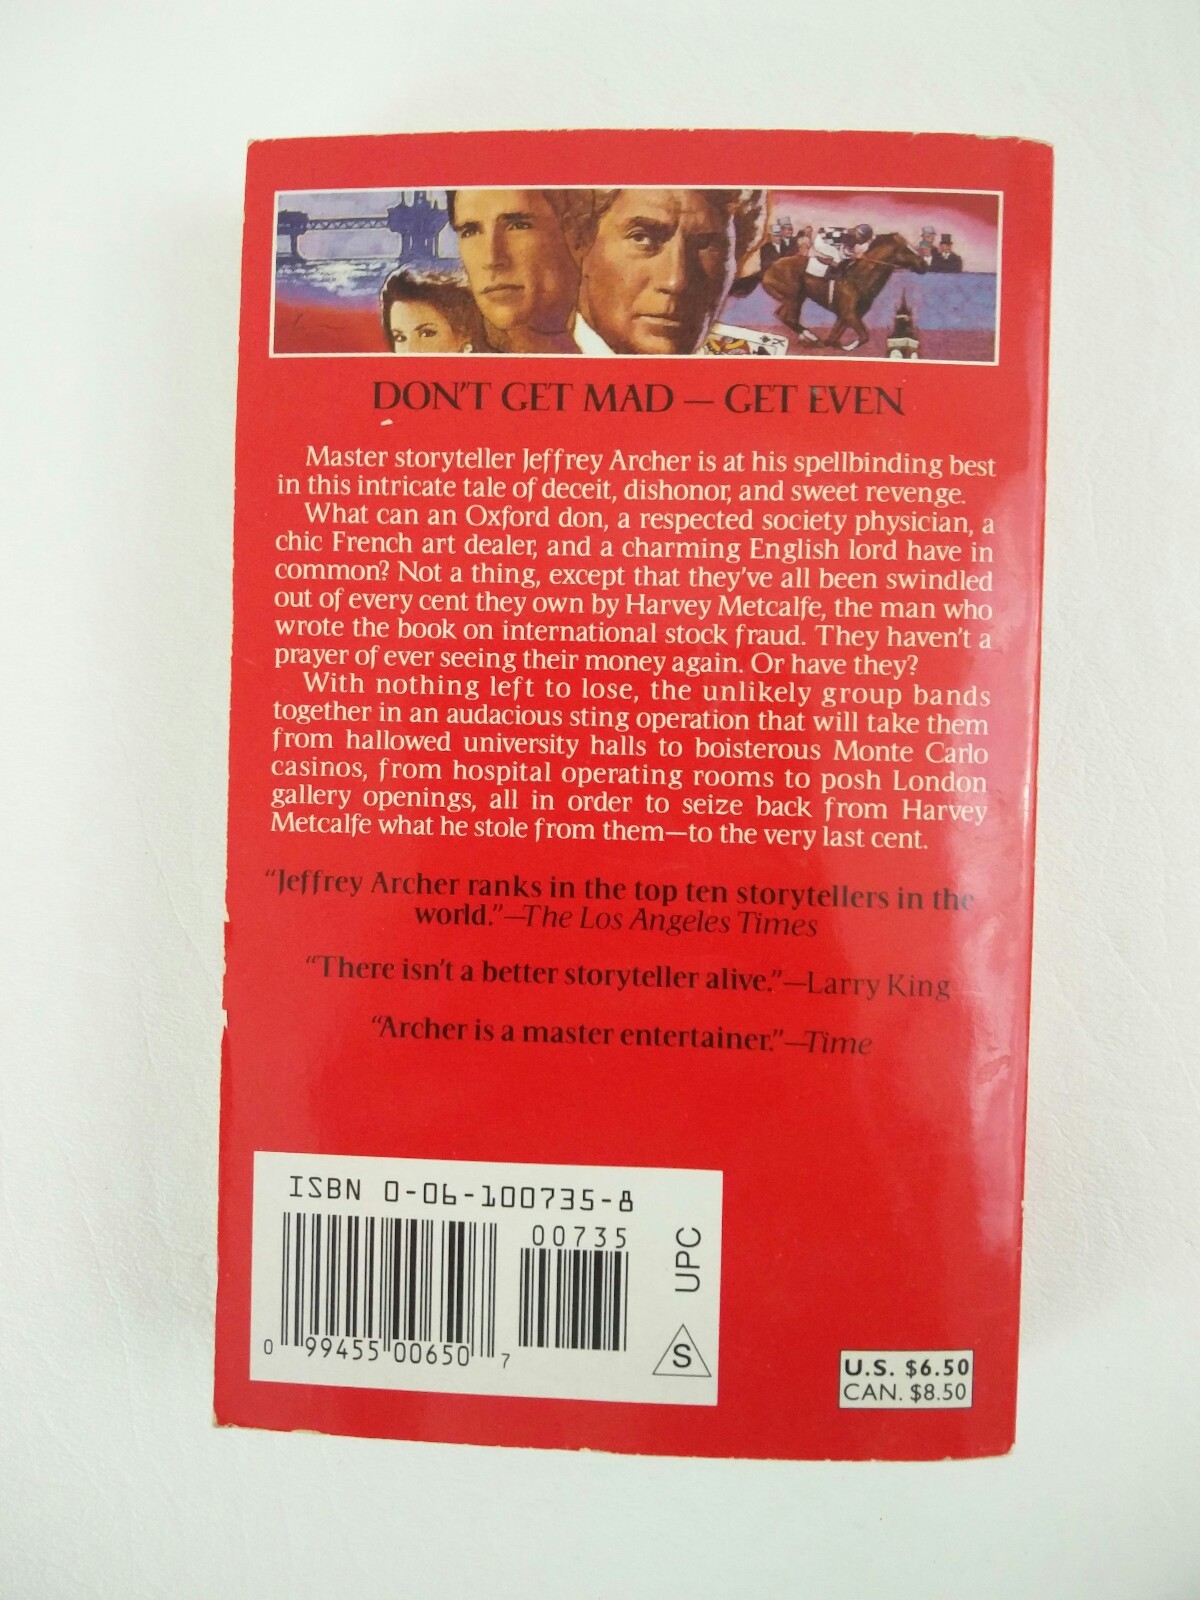 DON'T GET MAD — GET EVEN
Master storyteller Jeffrey Archer is at his spellbinding best
in this intricate tale of deceit, dishonor, and sweet revenge.
What can an Oxford don, a respected society physician, a
chic French art dealer, and a charming English lord have in
common? Not a thing, except that they've all been swindled
out of every cent they own by Harvey Metcalfe, the man who
wrote the book on international stock fraud. They haven't a
prayer of ever seeing their money again. Or have they?
With nothing left to lose, the unlikely group bands
together in an audacious sting operation that will take them
from hallowed university halls to boisterous Monte Carlo
casinos, from hospital operating rooms to posh London
gallery openings, all in order to seize back from Harvey
Metcalfe what he stole from them—to the very last cent.
“Jeffrey Archer ranks in the top ten storytellers in the
world.”—The Los Angeles Times
“There isn't a better storyteller alive.”—Larry King
“Archer is a master entertainer.”—Time
ISBN 0-06-100735-8
00735
0 99455 00650 7
UPC
S
U.S. $6.50
CAN. $8.50